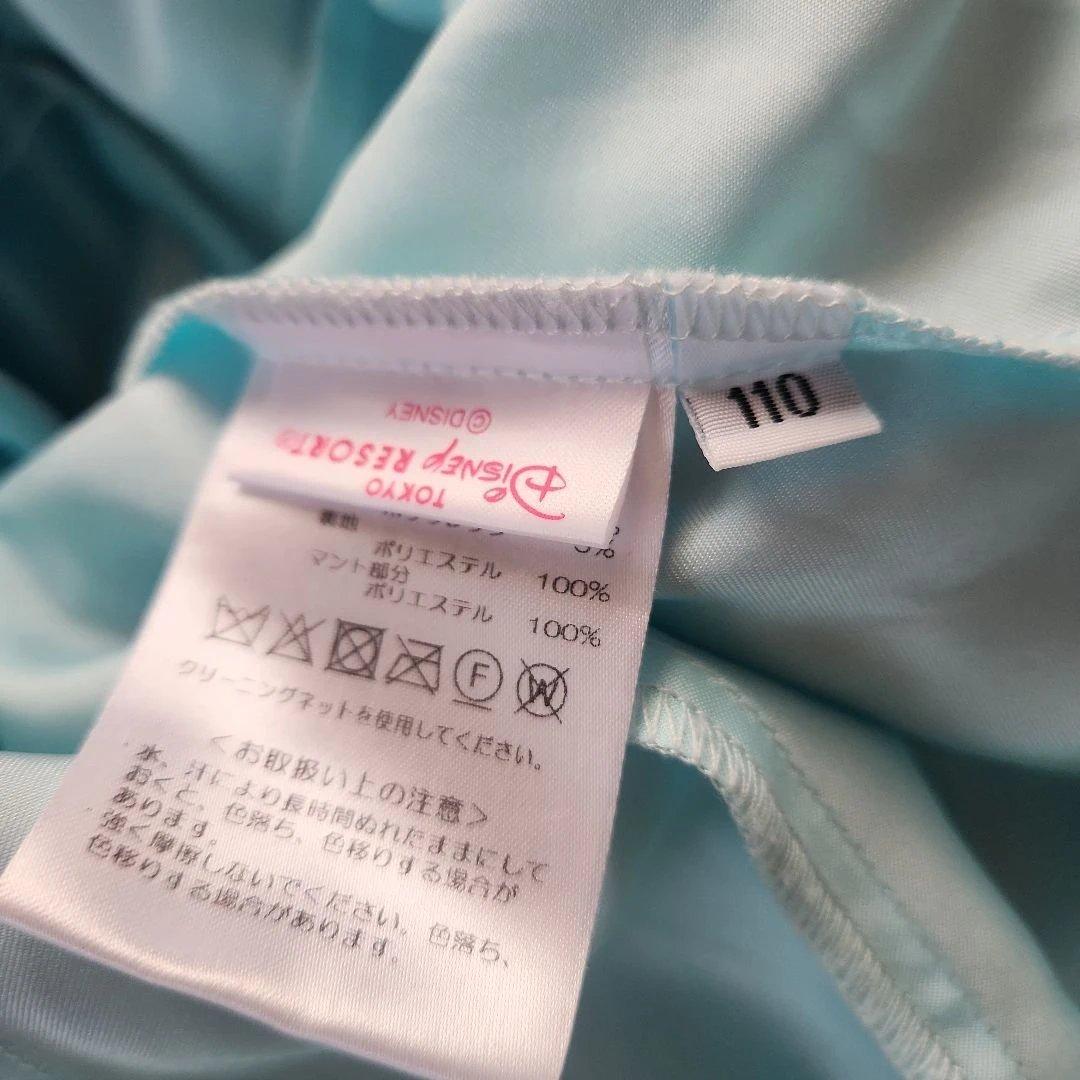 ©DISNEY
TOKYO
Disney RESORT®
110
裏地
%
ポリエステル 100%
マント部分
ポリエステル 100%
F W
クリーニングネットを使用してください。
<お取扱い上の注意>
水、汗により長時間ぬれたままにして
おくと、色落ち、色移りする場合が
あります。
強く摩擦しないでください。色落ち、
色移りする場合があります。